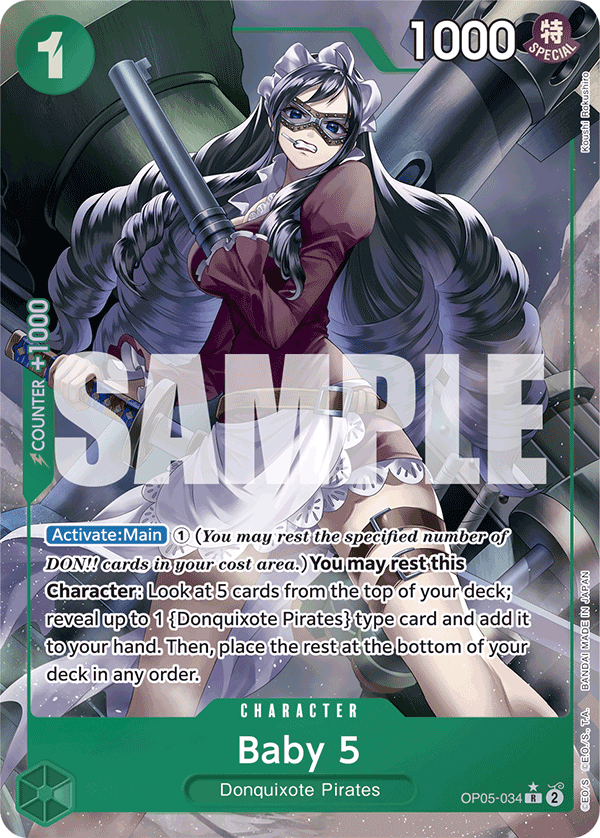 1
1000
特
SPECIAL
Koushi Rokushiro
COUNTER +1000
SAMPLE
Activate:Main ① (You may rest the specified number of
DON!! cards in your cost area.) You may rest this
Character: Look at 5 cards from the top of your deck;
reveal up to 1 {Donquixote Pirates} type card and add it
to your hand. Then, place the rest at the bottom of your
deck in any order.
CHARACTER
Baby 5
Donquixote Pirates
OP05-034 ★ R 2
©EO/S ©EO./S., T.A. BANDAI MADE IN JAPAN